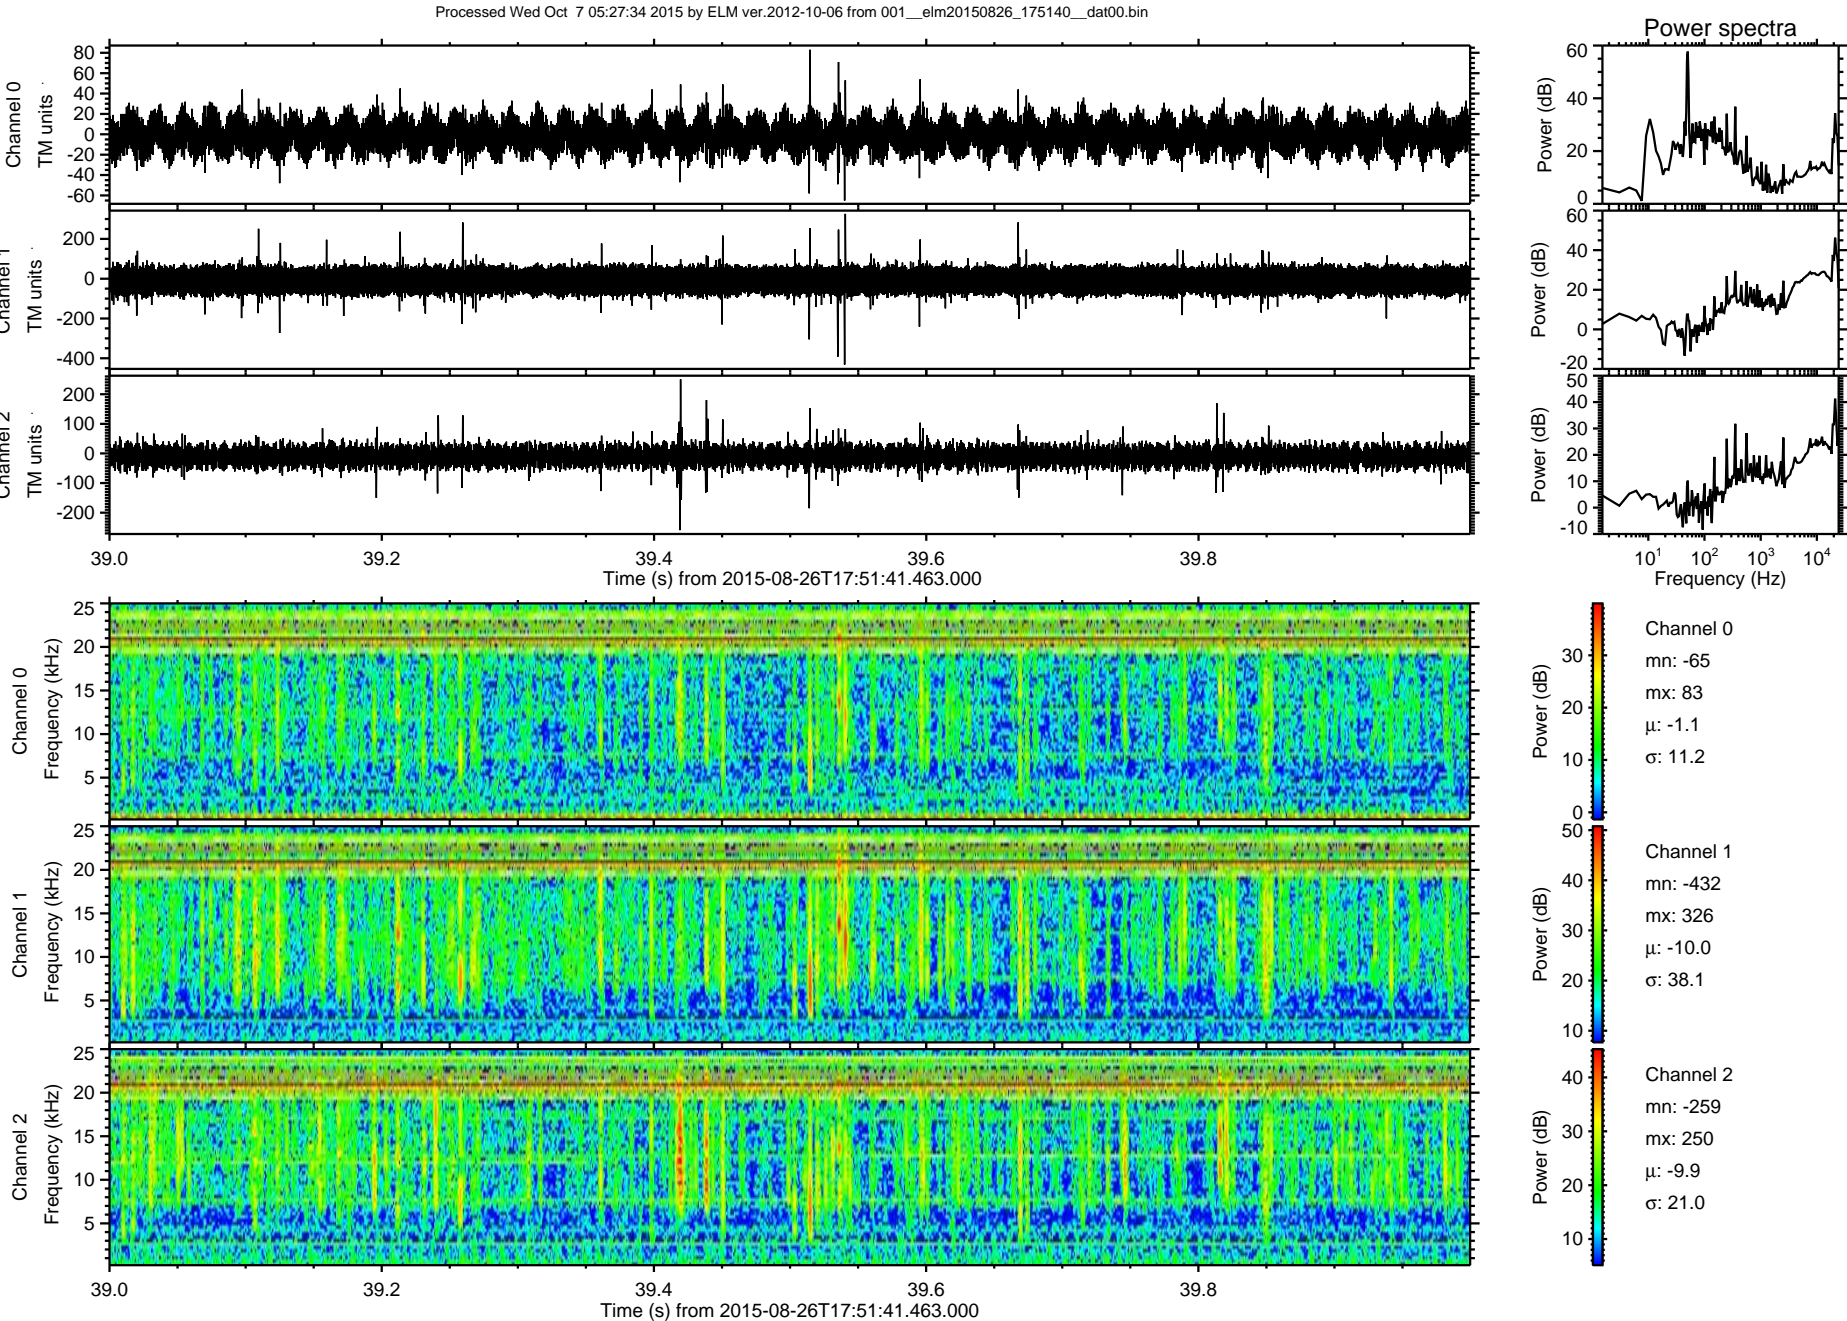 Processed Wed Oct  7 05:27:34 2015 by ELM ver.2012-10-06 from 001__elm20150826_175140__dat00.bin
Power spectra
Channel 0
TM units
80
60
40
20
0
-20
-40
-60
Power (dB)
60
40
20
0
Channel 1
TM units
200
0
-200
-400
Power (dB)
60
40
20
0
-20
Channel 2
TM units
200
100
0
-100
-200
Power (dB)
50
40
30
20
10
0
-10
39.0 39.2 39.4 39.6 39.8
Time (s) from 2015-08-26T17:51:41.463.000
10¹ 10² 10³ 10⁴
Frequency (Hz)
Channel 0
Frequency (kHz)
25
20
15
10
5
Power (dB)
30
20
10
0
Channel 0
mn: -65
mx: 83
μ: -1.1
σ: 11.2
Channel 1
Frequency (kHz)
25
20
15
10
5
Power (dB)
50
40
30
20
10
Channel 1
mn: -432
mx: 326
μ: -10.0
σ: 38.1
Channel 2
Frequency (kHz)
25
20
15
10
5
Power (dB)
40
30
20
10
Channel 2
mn: -259
mx: 250
μ: -9.9
σ: 21.0
39.0 39.2 39.4 39.6 39.8
Time (s) from 2015-08-26T17:51:41.463.000